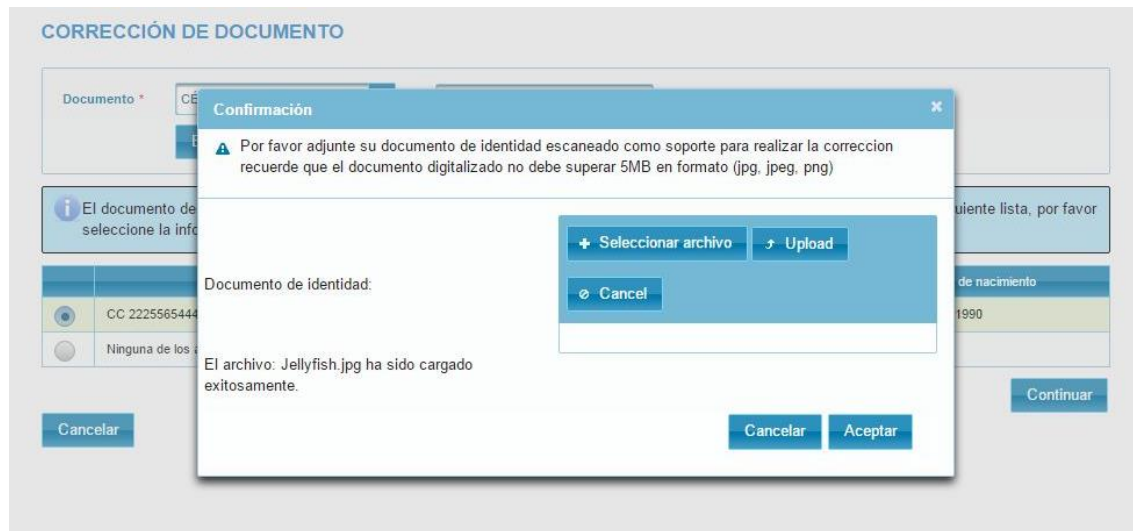 CORRECCIÓN DE DOCUMENTO
Documento *
Confirmación
Por favor adjunte su documento de identidad escaneado como soporte para realizar la correccion
recuerde que el documento digitalizado no debe superar 5MB en formato (jpg, jpeg, png)
El documento de
uiente lista, por favor
seleccione la
Seleccionar archivo
Upload
Documento de identidad:
Cancel
de nacimiento
CC 2225565444
1990
Ninguna de los
El archivo: Jellyfish.jpg ha sido cargado
exitosamente.
Continuar
Cancelar
Cancelar
Aceptar